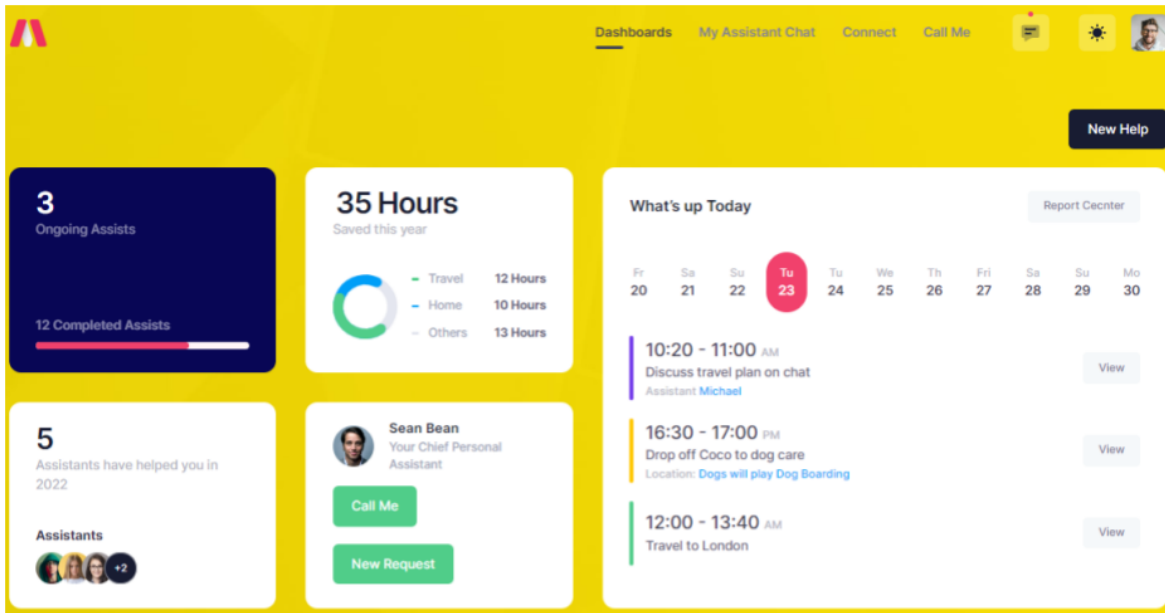 Dashboards My Assistant Chat Connect Call Me
New Help
3
Ongoing Assists
12 Completed Assists
35 Hours
Saved this year
Travel 12 Hours
Home 10 Hours
Others 13 Hours
What's up Today
Report Cecnter
Fr Sa Su Tu Tu We Th Fri Sa Su Mo
20 21 22 23 24 25 26 27 28 29 30
10:20 - 11:00 AM
Discuss travel plan on chat
Assistant Michael
View
16:30 - 17:00 PM
Drop off Coco to dog care
Location: Dogs will play Dog Boarding
View
12:00 - 13:40 AM
Travel to London
View
5
Assistants have helped you in
2022
Assistants
+2
Sean Bean
Your Chief Personal
Assistant
Call Me
New Request